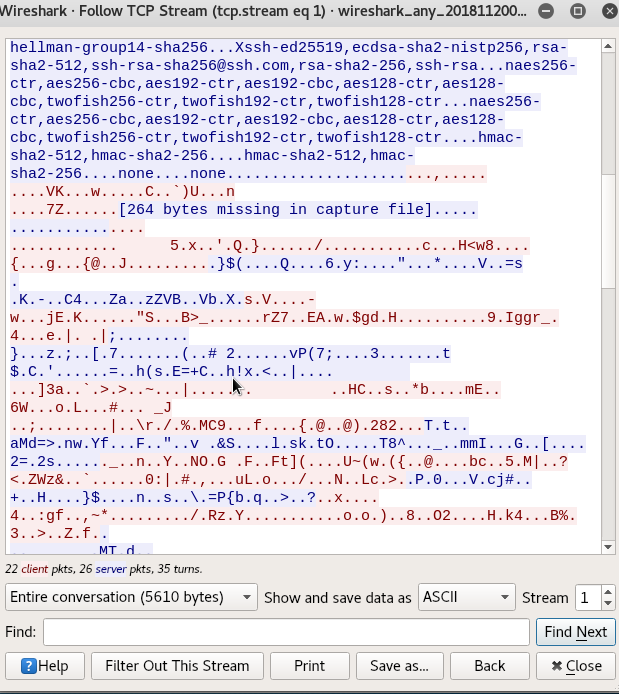 Wireshark · Follow TCP Stream (tcp.stream eq 1) · wireshark_any_201811200...
hellman-group14-sha256...Xssh-ed25519,ecdsa-sha2-nistp256,rsa-
sha2-512,ssh-rsa-sha256@ssh.com,rsa-sha2-256,ssh-rsa...naes256-
ctr,aes256-cbc,aes192-ctr,aes192-cbc,aes128-ctr,aes128-
cbc,twofish256-ctr,twofish192-ctr,twofish128-ctr...naes256-
ctr,aes256-cbc,aes192-ctr,aes192-cbc,aes128-ctr,aes128-
cbc,twofish256-ctr,twofish192-ctr,twofish128-ctr....hmac-
sha2-512,hmac-sha2-256....hmac-sha2-512,hmac-
sha2-256....none....none.....................,.....
....VK...w.....C..`)U...n
....7Z......[264 bytes missing in capture file].....
...............
............ 5.x..'.Q.}....../...........c...H<w8....
{...g...{@..J..........}$(....Q....6.y:...."...*....V..=s
.
.K.-..C4...Za..zZVB..Vb.X.s.V....-
w...jE.K......"S...B>_......rZ7..EA.w.$gd.H..........9.Iggr_.
4...e.|. .|;........
}...z.;..[.7......(..# 2......vP(7;....3.......t
$.C.'......=..h(s.E=+C..h!x.<..|....
...]3a..`.>.>..~...|..... ..HC..s..*b....mE..
6W...o.L...#... _J
..;.......|..\r./.%.MC9...f....{.@..@).282...T.t..
aMd=>.nw.Yf...F.."..v .&S....l.sk.tO.....T8^..._..mmI...G..[....
2=.2s......_..n..Y..NO.G .F..Ft](....U~(w.({..@....bc..5.M|..?
<.ZWz&..`......0:|.#.,...uL.o.../...N..Lc.>..P.0...V.cj#..
+..H....}$....n..s..\.=P{b.q..>..?..x....
4..:gf..,~*........./.Rz.Y..........o.o.)..8..O2....H.k4...B%.
3..>..Z.f..
..........MT.d..
22 client pkts, 26 server pkts, 35 turns.
Entire conversation (5610 bytes) Show and save data as ASCII Stream 1
Find: Find Next
Help Filter Out This Stream Print Save as... Back Close